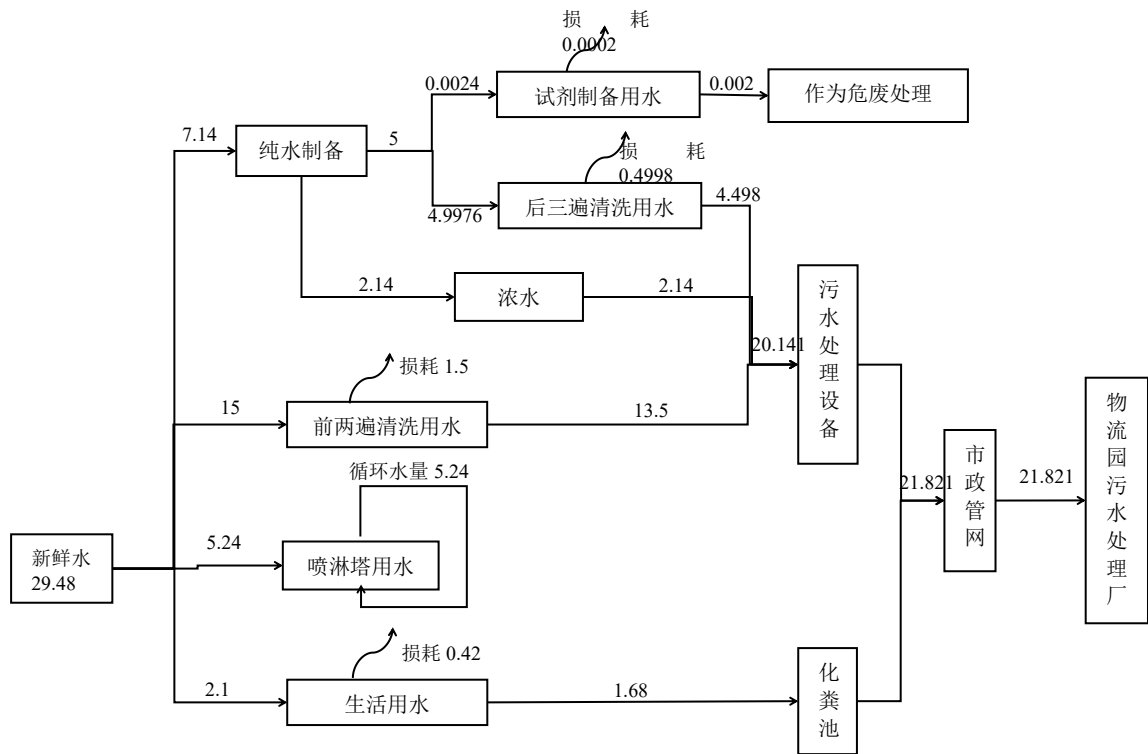 损 耗
0.0002
0.0024
试剂制备用水
0.002
作为危废处理
7.14
纯水制备
5
损 耗
0.4998
4.9976
后三遍清洗用水
4.498
2.14
浓水
2.14
污水处理设备
20.141
损耗 1.5
15
前两遍清洗用水
13.5
循环水量 5.24
新鲜水
29.48
5.24
喷淋塔用水
21.821
市政管网
21.821
物流园污水处理厂
损耗 0.42
2.1
生活用水
1.68
化粪池